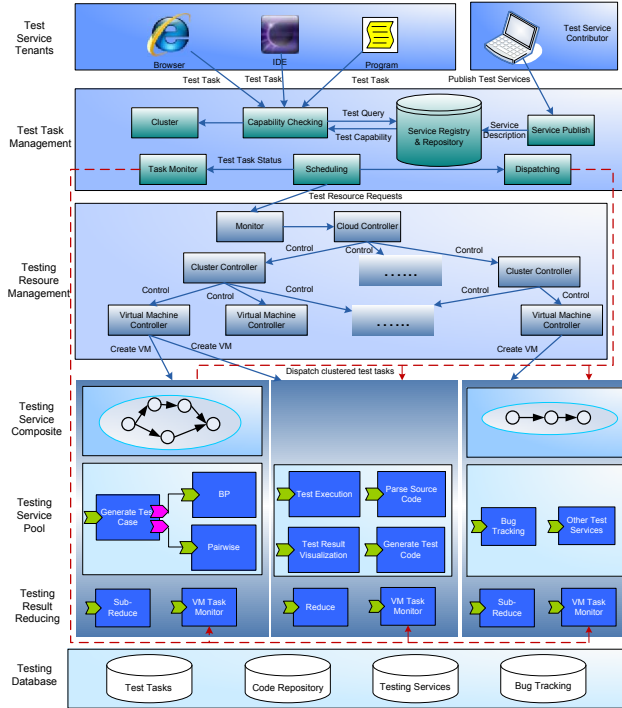 Test
Service
Tenants
Browser
IDE
Program
Test Service
Contributor
Test Task
Test Task
Test Task
Publish Test Services
Test Task
Management
Cluster
Capability Checking
Test Query
Test Capability
Service Registry
& Repository
Service
Description
Service Publish
Task Monitor
Test Task Status
Scheduling
Dispatching
Test Resource Requests
Testing
Resoure
Management
Monitor
Cloud Controller
Control
Control
Control
Cluster Controller
......
Cluster Controller
Control
Control
Control
Control
Control
Virtual Machine
Controller
Virtual Machine
Controller
......
Virtual Machine
Controller
Create VM
Create VM
Create VM
Dispatch clustered test tasks
Testing
Service
Composite
Testing
Service
Pool
Generate Test
Case
BP
Pairwise
Test Execution
Parse Source
Code
Test Result
Visualization
Generate Test
Code
Bug
Tracking
Other Test
Services
Testing
Result
Reducing
Sub-
Reduce
VM Task
Monitor
Reduce
VM Task
Monitor
Sub-
Reduce
VM Task
Monitor
Testing
Database
Test Tasks
Code Repository
Testing Services
Bug Tracking